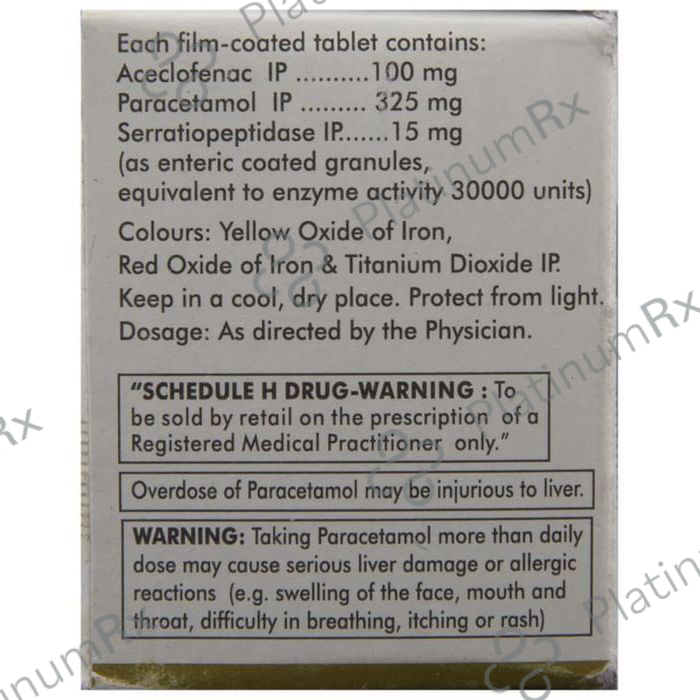 Each film-coated tablet contains:
Aceclofenac IP ..........100 mg
Paracetamol IP ......... 325 mg
Serratiopeptidase IP......15 mg
(as enteric coated granules,
equivalent to enzyme activity 30000 units)
Colours: Yellow Oxide of Iron,
Red Oxide of Iron & Titanium Dioxide IP.
Keep in a cool, dry place. Protect from light.
Dosage: As directed by the Physician.
“SCHEDULE H DRUG-WARNING : To
be sold by retail on the prescription of a
Registered Medical Practitioner only.”
Overdose of Paracetamol may be injurious to liver.
WARNING: Taking Paracetamol more than daily
dose may cause serious liver damage or allergic
reactions (e.g. swelling of the face, mouth and
throat, difficulty in breathing, itching or rash)
PlatinumRx
PlatinumRx
PlatinumRx